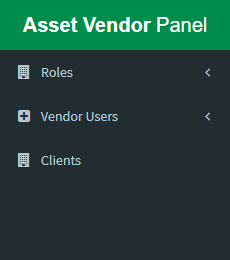 Asset Vendor Panel
Roles
Vendor Users
Clients